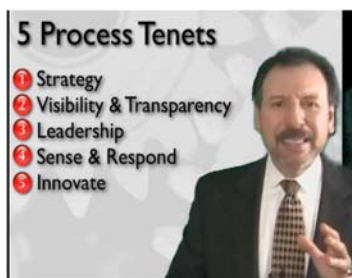 5 Process Tenets
1 Strategy
2 Visibility & Transparency
3 Leadership
4 Sense & Respond
5 Innovate